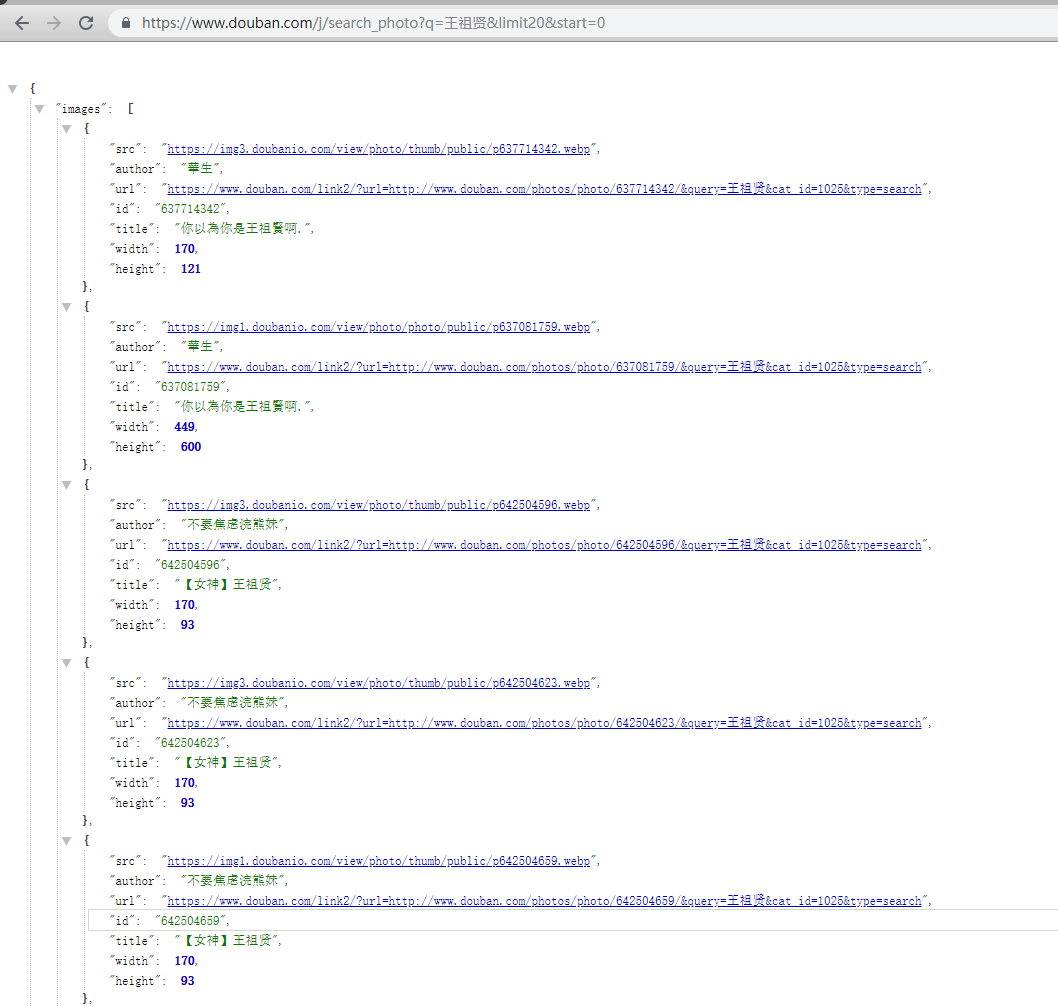 https://www.douban.com/j/search_photo?q=王祖贤&limit20&start=0
{
"images": [
{
"src": "https://img3.doubanio.com/view/photo/thumb/public/p637714342.webp",
"author": "華生",
"url": "https://www.douban.com/link2/?url=http://www.douban.com/photos/photo/637714342/&query=王祖贤&cat_id=1025&type=search",
"id": "637714342",
"title": "你以為你是王祖賢啊.",
"width": 170,
"height": 121
},
{
"src": "https://img1.doubanio.com/view/photo/photo/public/p637081759.webp",
"author": "華生",
"url": "https://www.douban.com/link2/?url=http://www.douban.com/photos/photo/637081759/&query=王祖贤&cat_id=1025&type=search",
"id": "637081759",
"title": "你以為你是王祖賢啊.",
"width": 449,
"height": 600
},
{
"src": "https://img3.doubanio.com/view/photo/thumb/public/p642504596.webp",
"author": "不要焦虑浣熊妹",
"url": "https://www.douban.com/link2/?url=http://www.douban.com/photos/photo/642504596/&query=王祖贤&cat_id=1025&type=search",
"id": "642504596",
"title": "【女神】王祖贤",
"width": 170,
"height": 93
},
{
"src": "https://img3.doubanio.com/view/photo/thumb/public/p642504623.webp",
"author": "不要焦虑浣熊妹",
"url": "https://www.douban.com/link2/?url=http://www.douban.com/photos/photo/642504623/&query=王祖贤&cat_id=1025&type=search",
"id": "642504623",
"title": "【女神】王祖贤",
"width": 170,
"height": 93
},
{
"src": "https://img1.doubanio.com/view/photo/thumb/public/p642504659.webp",
"author": "不要焦虑浣熊妹",
"url": "https://www.douban.com/link2/?url=http://www.douban.com/photos/photo/642504659/&query=王祖贤&cat_id=1025&type=search",
"id": "642504659",
"title": "【女神】王祖贤",
"width": 170,
"height": 93
},